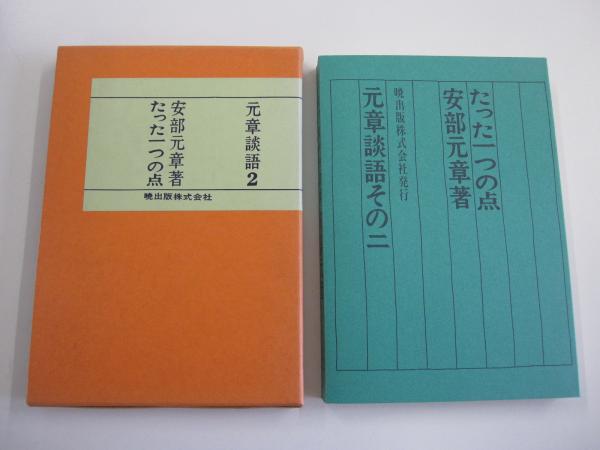 元章談語2
安部元章著
たった一つの点
暁出版株式会社
たった一つの点
安部元章著
暁出版株式会社発行
元章談語その二